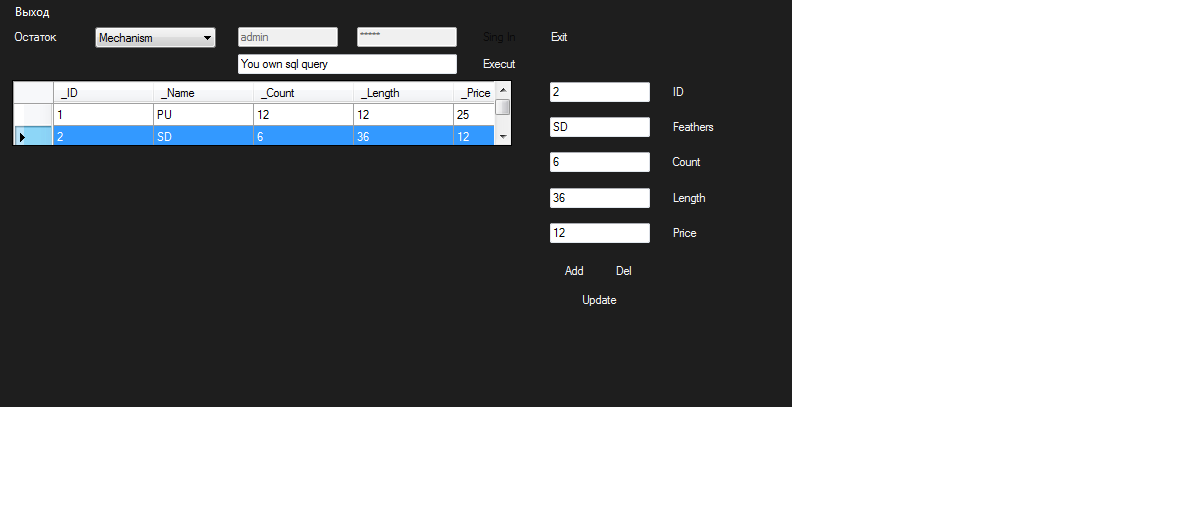 Выход
Остаток Mechanism admin ***** Sing In Exit
You own sql query Execut
_ID _Name _Count _Length _Price
1 PU 12 12 25
2 SD 6 36 12
2 ID
SD Feathers
6 Count
36 Length
12 Price
Add Del
Update